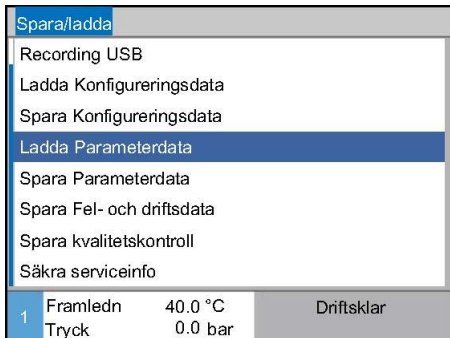 Spara/ladda
Recording USB
Ladda Konfigureringsdata
Spara Konfigureringsdata
Ladda Parameterdata
Spara Parameterdata
Spara Fel- och driftsdata
Spara kvalitetskontroll
Säkra serviceinfo
1 Framledn 40.0 °C Driftsklar
Tryck 0.0 bar